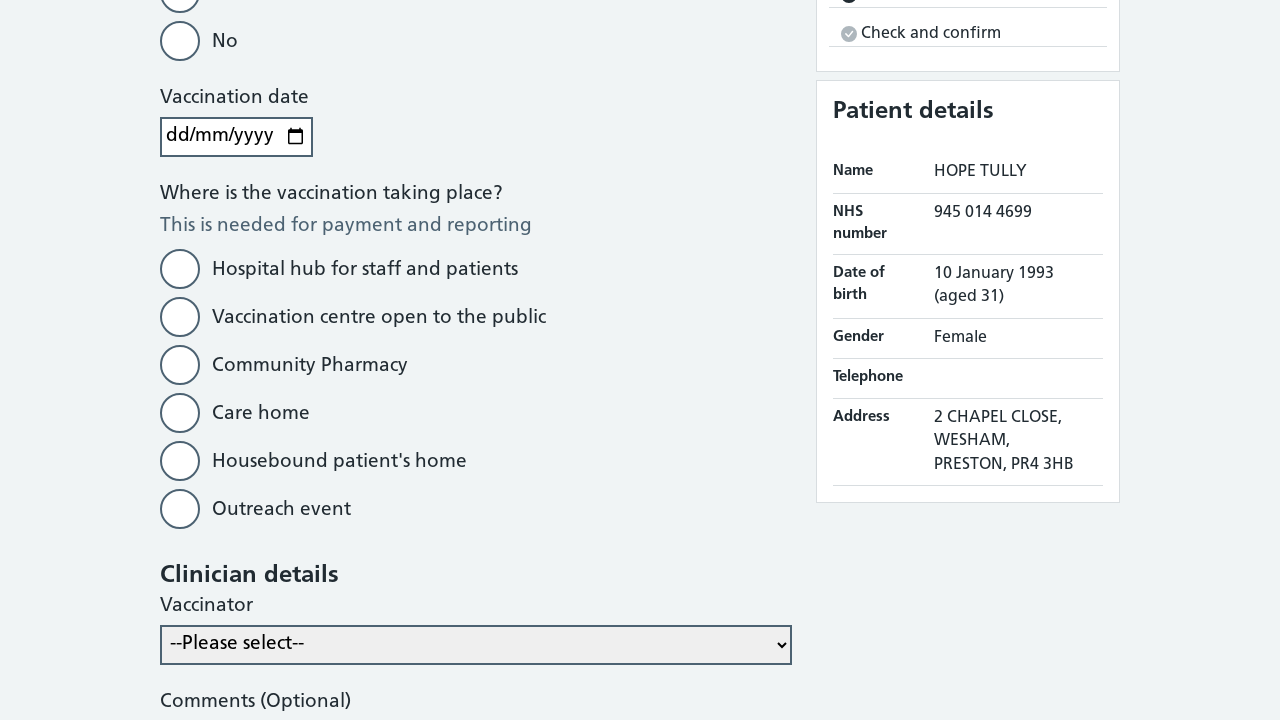 No
Vaccination date
dd/mm/yyyy
Where is the vaccination taking place?
This is needed for payment and reporting
Hospital hub for staff and patients
Vaccination centre open to the public
Community Pharmacy
Care home
Housebound patient's home
Outreach event
Clinician details
Vaccinator
--Please select--
Comments (Optional)
Check and confirm
Patient details
Name HOPE TULLY
NHS number 945 014 4699
Date of birth 10 January 1993
(aged 31)
Gender Female
Telephone
Address 2 CHAPEL CLOSE,
WESHAM,
PRESTON, PR4 3HB